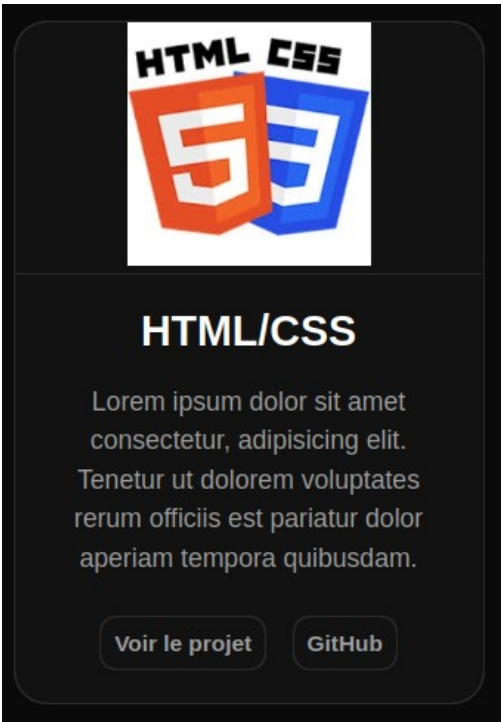 HTML CSS
5 3
HTML/CSS
Lorem ipsum dolor sit amet
consectetur, adipisicing elit.
Tenetur ut dolorem voluptates
rerum officiis est pariatur dolor
aperiam tempora quibusdam.
Voir le projet GitHub